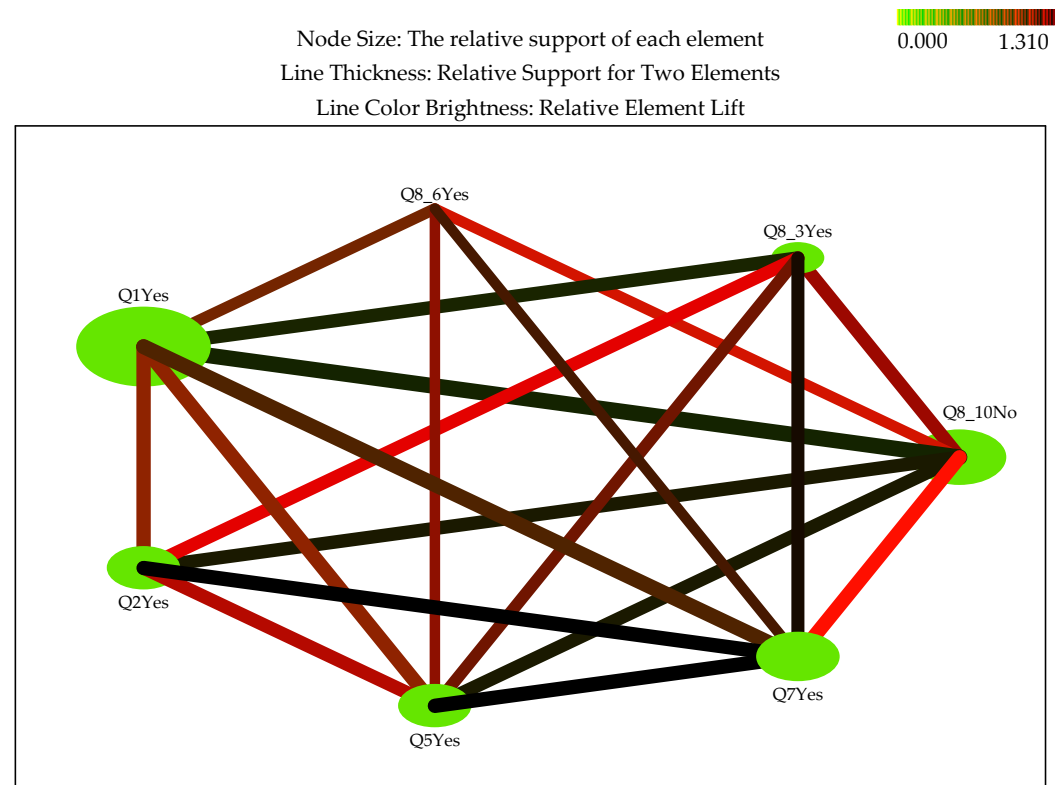 Node Size: The relative support of each element
0.000 1.310
Line Thickness: Relative Support for Two Elements
Line Color Brightness: Relative Element Lift
Q8_6Yes
Q8_3Yes
Q1Yes
Q8_10No
Q2Yes
Q7Yes
Q5Yes